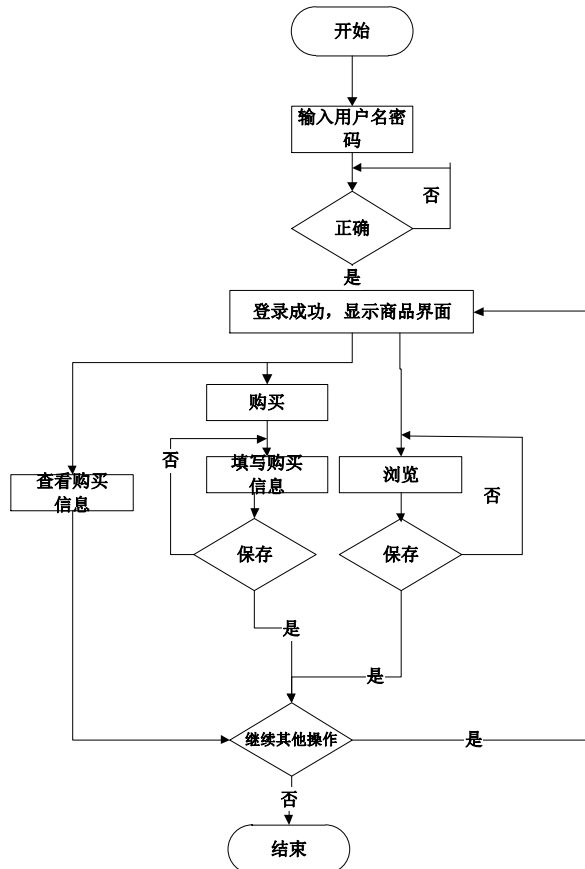 开始
输入用户名密
码
否
正确
是
登录成功，显示商品界面
购买
否
填写购买
信息
浏览
查看购买
信息
否
保存
保存
是
是
继续其他操作
是
否
结束